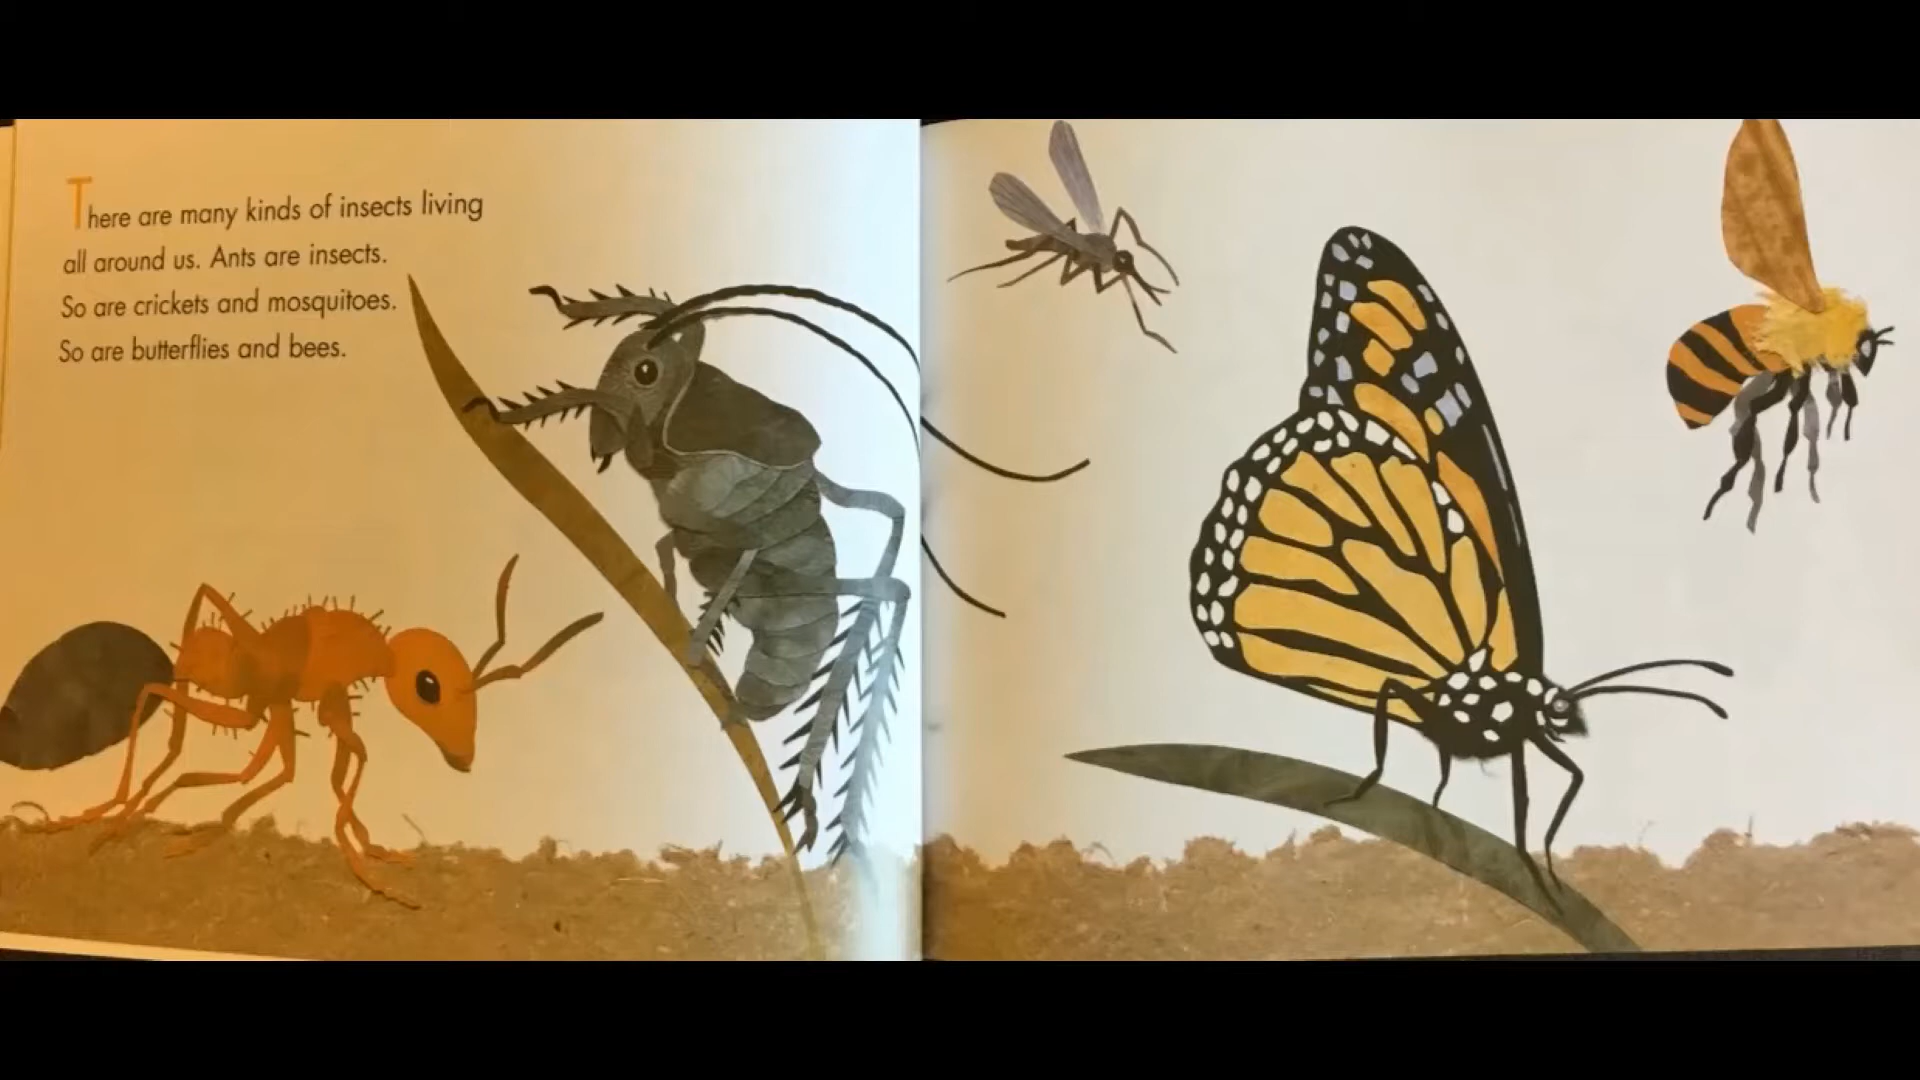 There are many kinds of insects living
all around us. Ants are insects.
So are crickets and mosquitoes.
So are butterflies and bees.